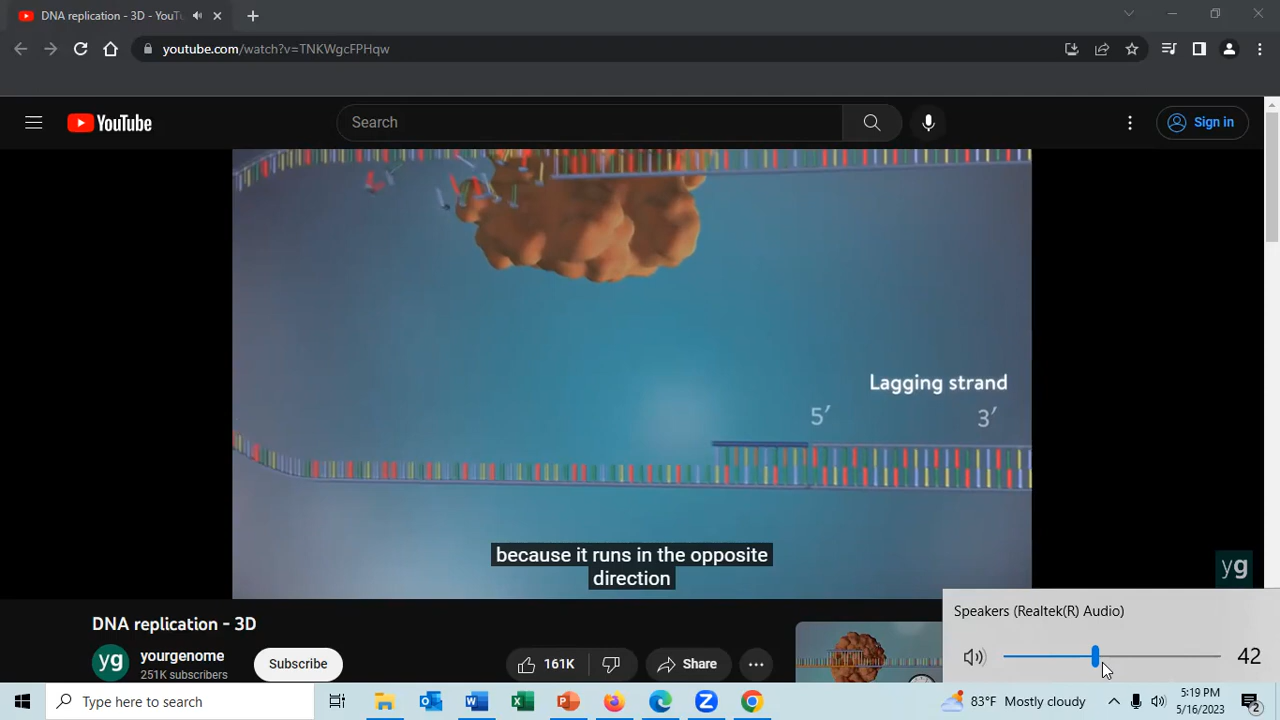 DNA replication - 3D - YouT
youtube.com/watch?v=TNKWgcFPHqw
YouTube
Search
Sign in
Lagging strand
5′ 3′
because it runs in the opposite
direction
yg
DNA replication - 3D
Speakers (Realtek(R) Audio)
yg
yourgenome
251K subscribers
Subscribe
161K
Share
42
Type here to search
83°F Mostly cloudy
5:19 PM
5/16/2023
2